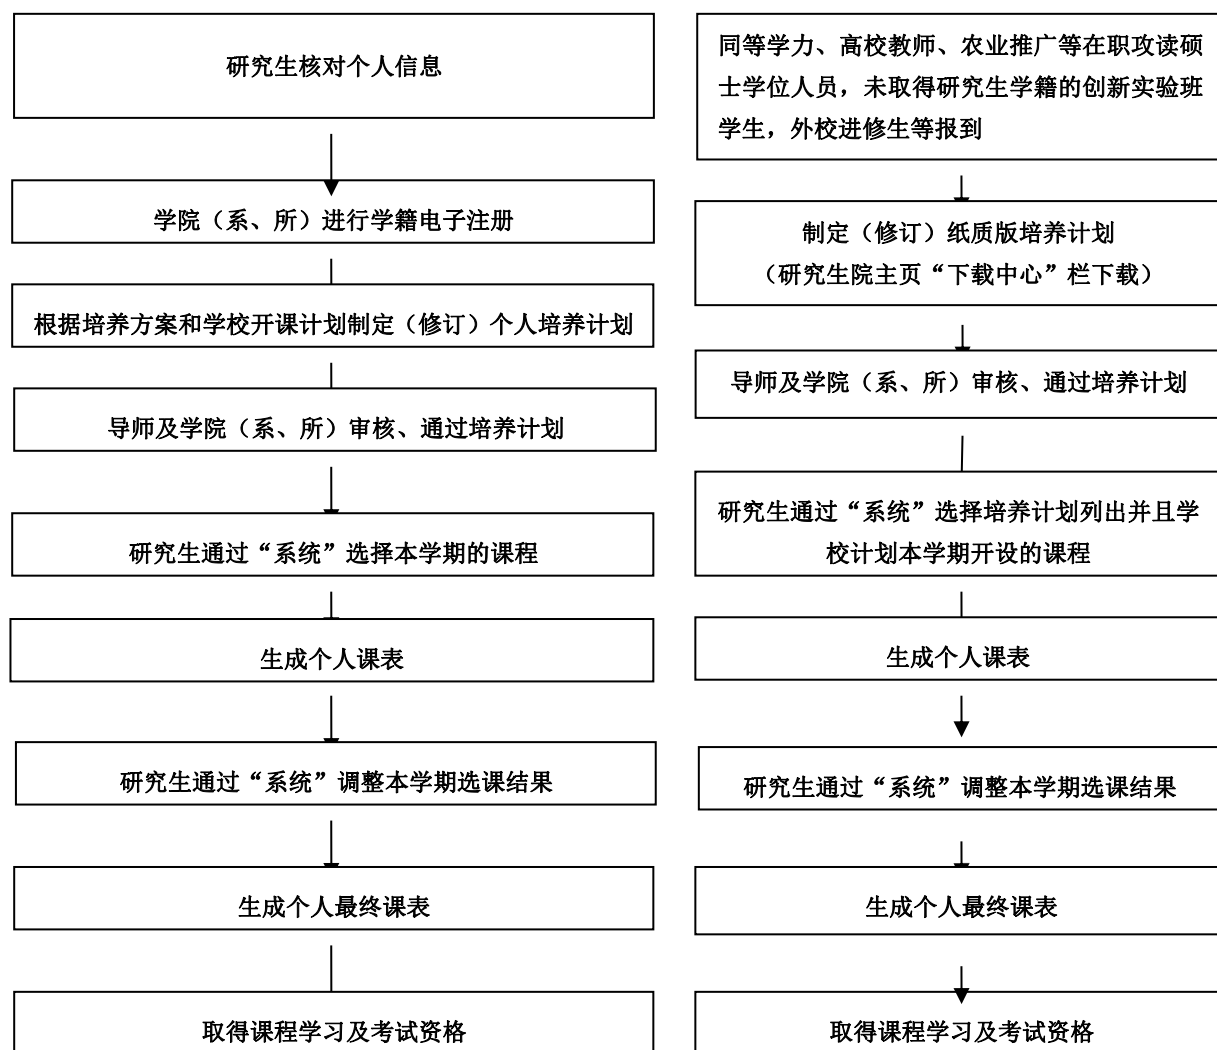 研究生核对个人信息
学院（系、所）进行学籍电子注册
根据培养方案和学校开课计划制定（修订）个人培养计划
导师及学院（系、所）审核、通过培养计划
研究生通过“系统”选择本学期的课程
生成个人课表
研究生通过“系统”调整本学期选课结果
生成个人最终课表
取得课程学习及考试资格
同等学力、高校教师、农业推广等在职攻读硕
士学位人员，未取得研究生学籍的创新实验班
学生，外校进修生等报到
制定（修订）纸质版培养计划
（研究生院主页“下载中心”栏下载）
导师及学院（系、所）审核、通过培养计划
研究生通过“系统”选择培养计划列出并且学
校计划本学期开设的课程
生成个人课表
研究生通过“系统”调整本学期选课结果
生成个人最终课表
取得课程学习及考试资格